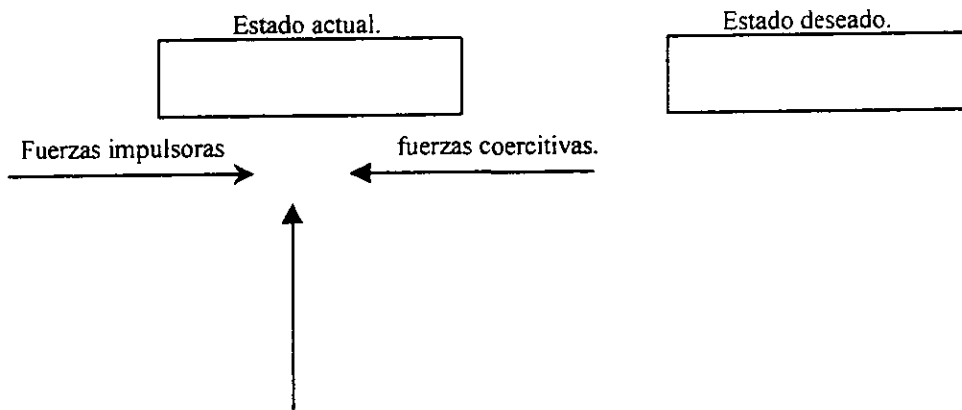 Estado actual.
Estado deseado.
Fuerzas impulsoras
fuerzas coercitivas.